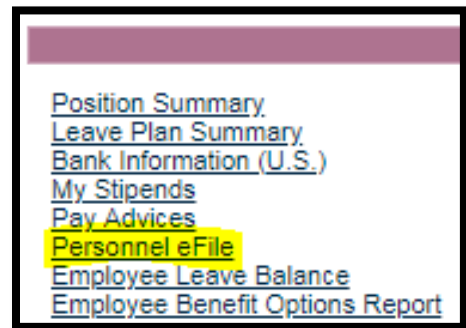 Position Summary
Leave Plan Summary
Bank Information (U.S.)
My Stipends
Pay Advices
Personnel eFile
Employee Leave Balance
Employee Benefit Options Report